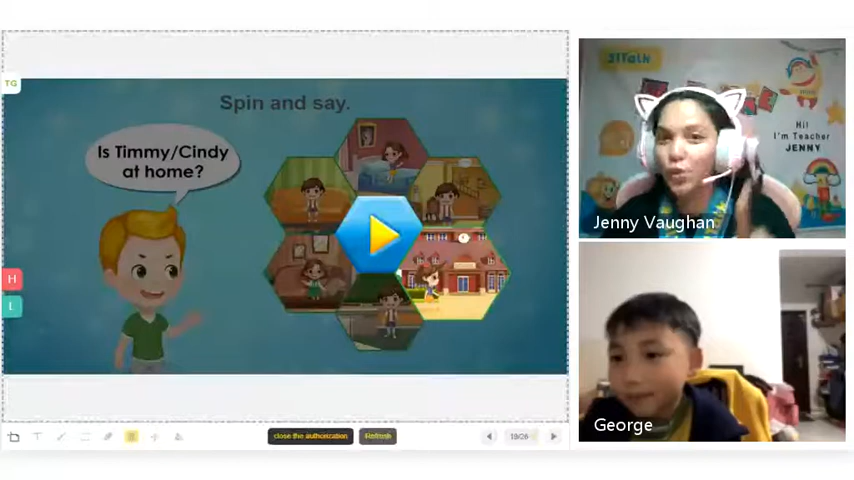 TG
Spin and say.
Is Timmy/Cindy
at home?
H
L
close the authorization
Refresh
19/26
51Talk
Hi!
I'm Teacher
JENNY
Jenny Vaughan
George